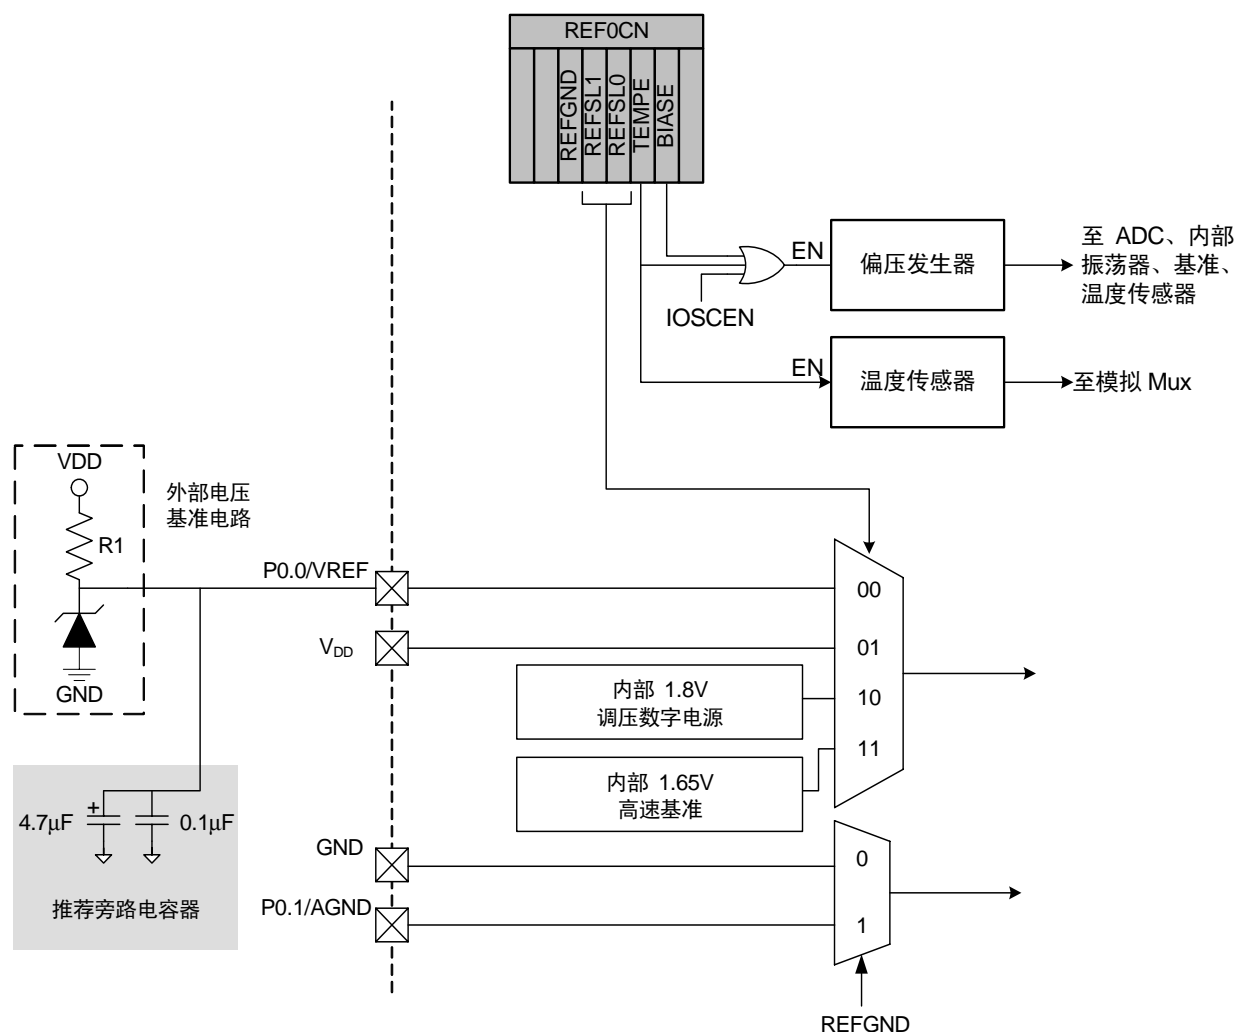 REF0CN
REFGND
REFSL1
REFSL0
TEMPE
BIASE
EN
偏压发生器
至 ADC、内部
振荡器、基准、
温度传感器
IOSCEN
EN
温度传感器
至模拟 Mux
VDD
R1
GND
外部电压
基准电路
P0.0/VREF
VDD
00
01
10
11
内部 1.8V
调压数字电源
内部 1.65V
高速基准
+
4.7μF
0.1μF
推荐旁路电容器
GND
P0.1/AGND
0
1
REFGND